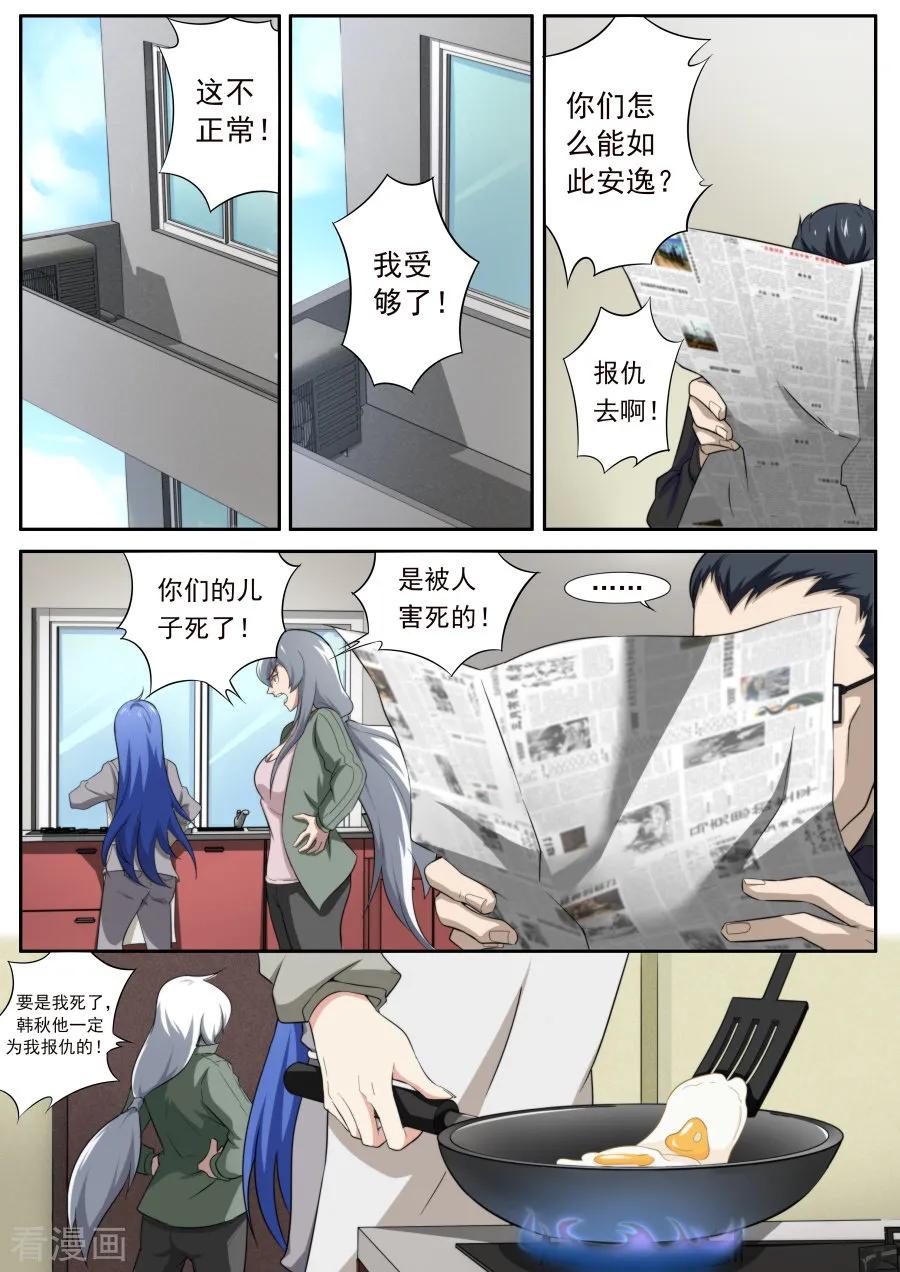 这不
正常！
我受
够了！
你们怎
么能如
此安逸？
报仇
去啊！
你们的儿
子死了！
是被人
害死的！
……
要是我死了，
韩秋他一定
为我报仇的！
看漫画